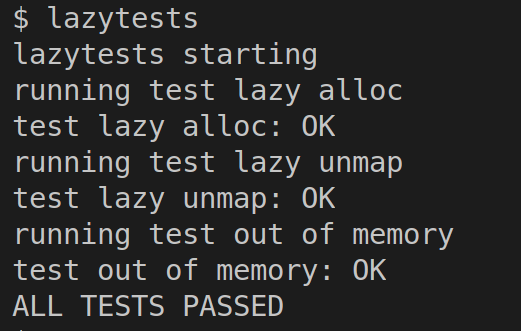 $ lazytests
lazytests starting
running test lazy alloc
test lazy alloc: OK
running test lazy unmap
test lazy unmap: OK
running test out of memory
test out of memory: OK
ALL TESTS PASSED